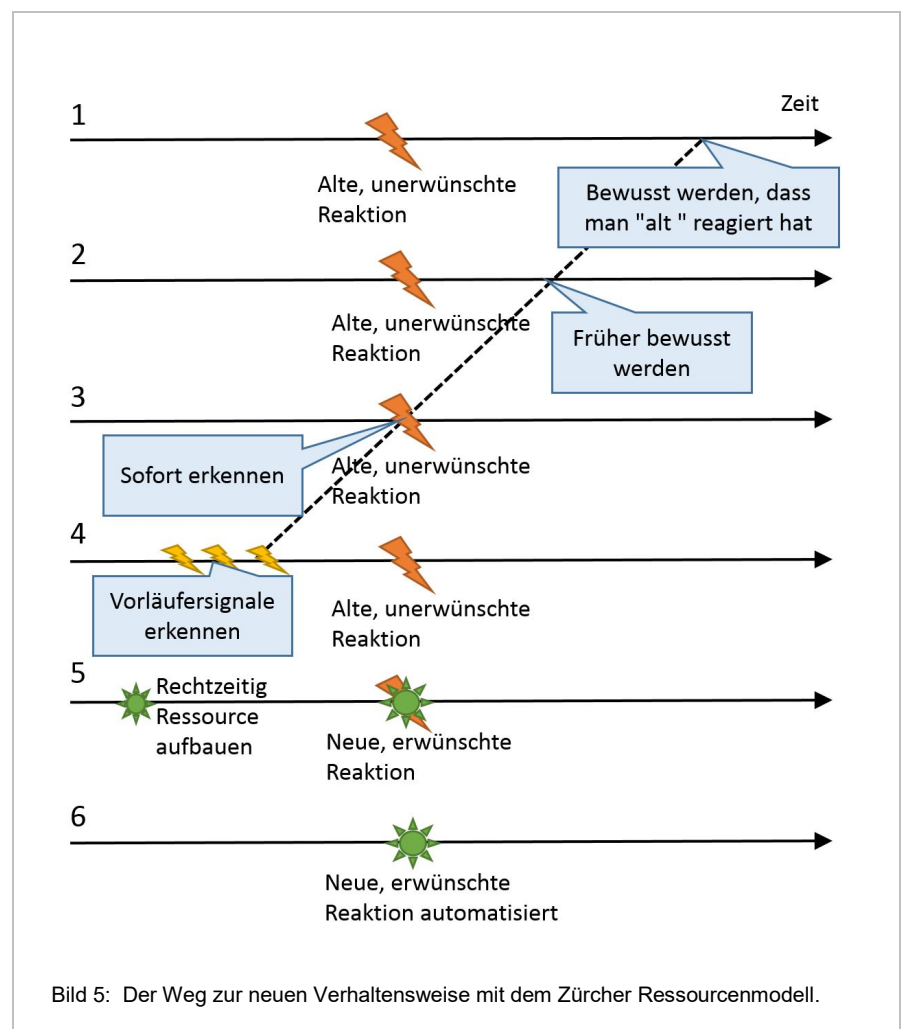 1
Zeit
Alte, unerwünschte
Reaktion
Bewusst werden, dass
man "alt " reagiert hat
2
Alte, unerwünschte
Reaktion
Früher bewusst
werden
3
Sofort erkennen
Alte, unerwünschte
Reaktion
4
Vorläufersignale
erkennen
Alte, unerwünschte
Reaktion
5
Rechtzeitig
Ressource
aufbauen
Neue, erwünschte
Reaktion
6
Neue, erwünschte
Reaktion automatisiert
Bild 5: Der Weg zur neuen Verhaltensweise mit dem Zürcher Ressourcenmodell.